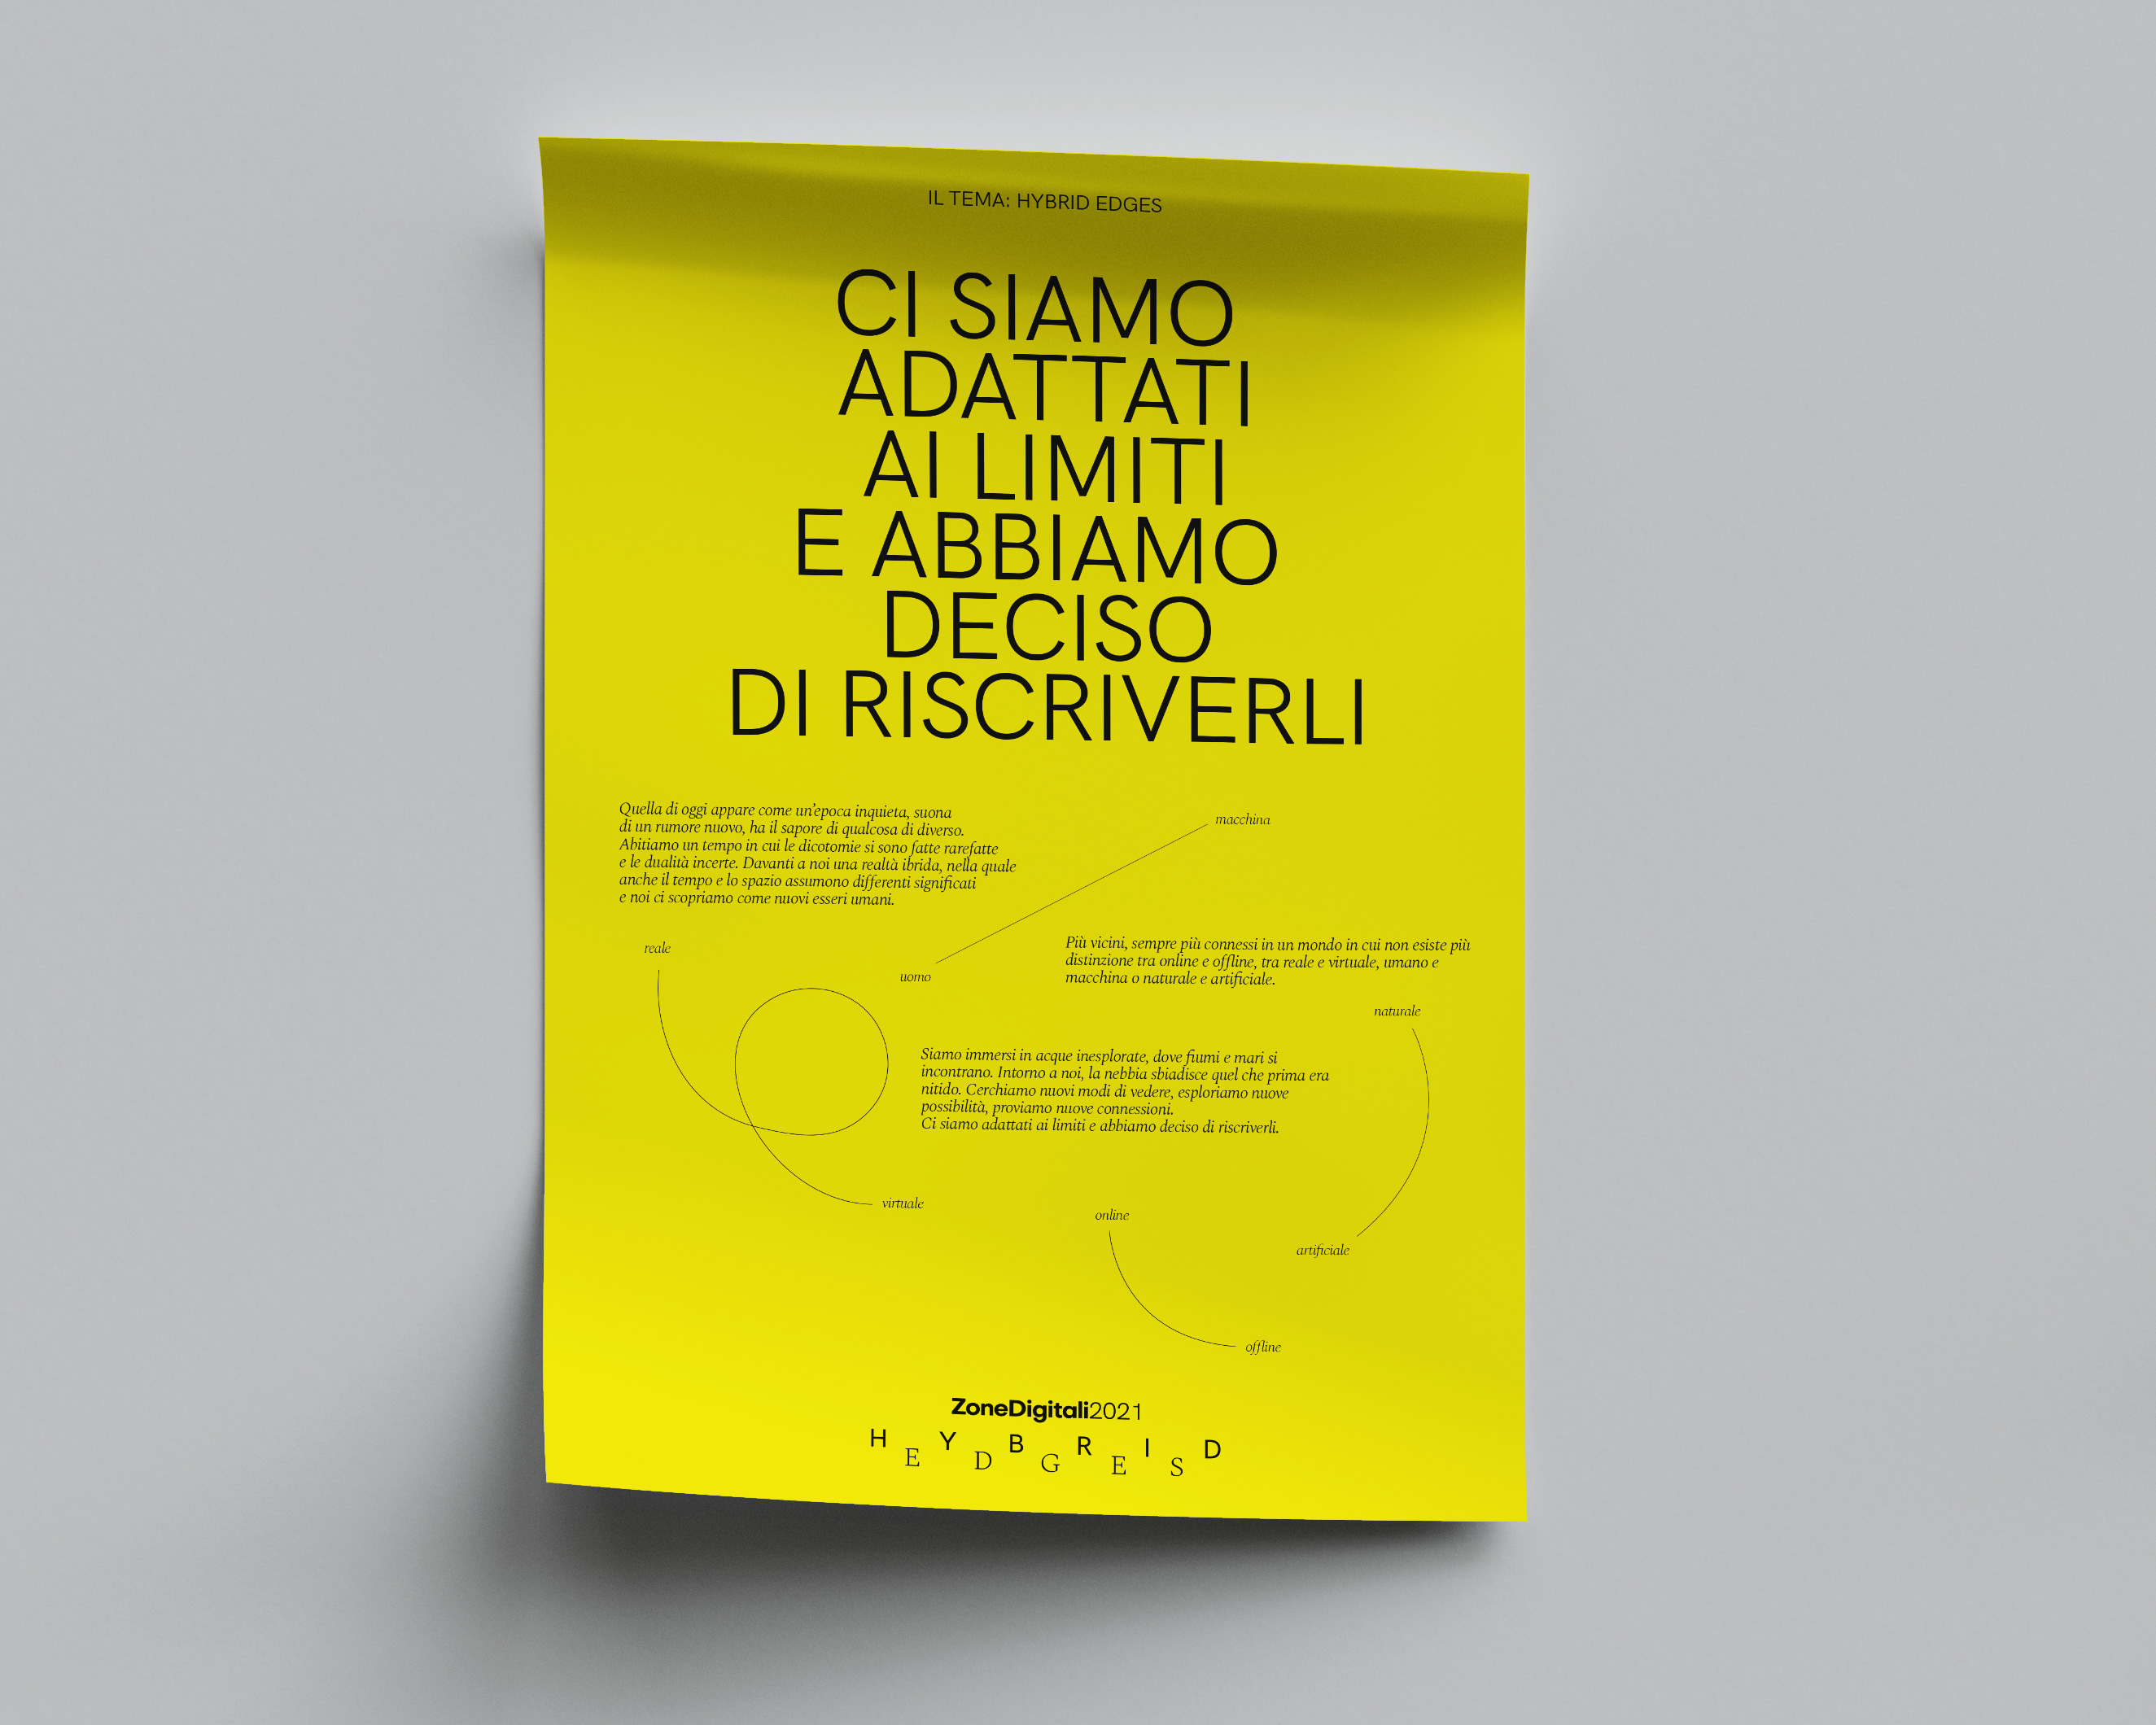 IL TEMA: HYBRID EDGES
CI SIAMO
ADATTATI
AI LIMITI
E ABBIAMO
DECISO
DI RISCRIVERLI
Quella di oggi appare come un'epoca inquieta, suona
di un rumore nuovo, ha il sapore di qualcosa di diverso.
Abitiamo un tempo in cui le dicotomie si sono fatte rarefatte
e le dualità incerte. Davanti a noi una realtà ibrida, nella quale
anche il tempo e lo spazio assumono differenti significati
e noi ci scopriamo come nuovi esseri umani.
macchina
uomo
reale
Più vicini, sempre più connessi in un mondo in cui non esiste più
distinzione tra online e offline, tra reale e virtuale, umano e
macchina o naturale e artificiale.
naturale
Siamo immersi in acque inesplorate, dove fiumi e mari si
incontrano. Intorno a noi, la nebbia sbiadisce quel che prima era
nitido. Cerchiamo nuovi modi di vedere, esploriamo nuove
possibilità, proviamo nuove connessioni.
Ci siamo adattati ai limiti e abbiamo deciso di riscriverli.
virtuale
online
artificiale
offline
ZoneDigitali2021
H Y B R I D
E D G E S